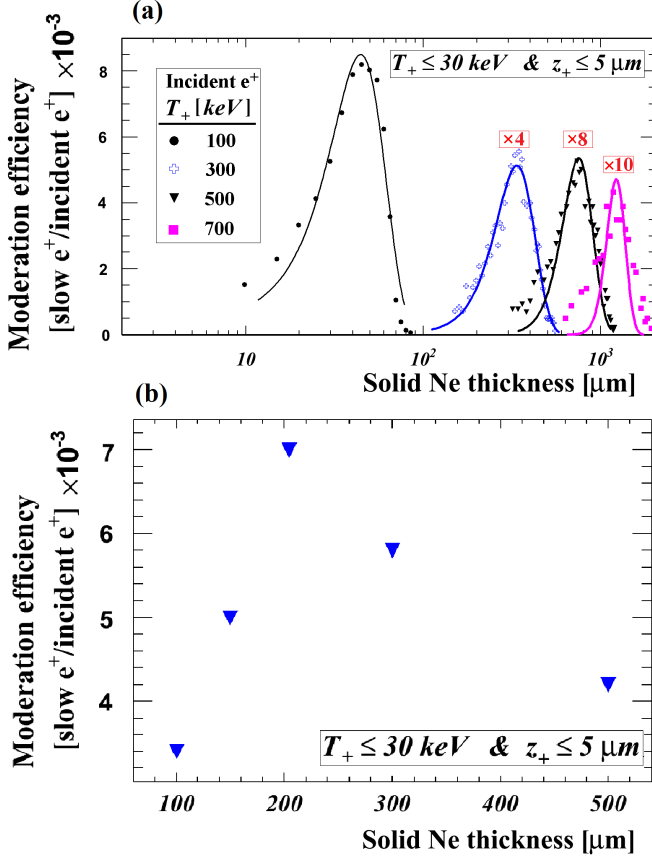 (a)
Moderation efficiency
[slow e⁺/incident e⁺] ×10⁻³
8
6
4
2
0
T₊ ≤ 30 keV & z₊ ≤ 5 μm
Incident e⁺
T₊ [keV]
100
300
500
700
×4
×8
×10
10
10²
10³
Solid Ne thickness [μm]
(b)
Moderation efficiency
[slow e⁺/incident e⁺] ×10⁻³
7
6
5
4
T₊ ≤ 30 keV & z₊ ≤ 5 μm
100 200 300 400 500
Solid Ne thickness [μm]